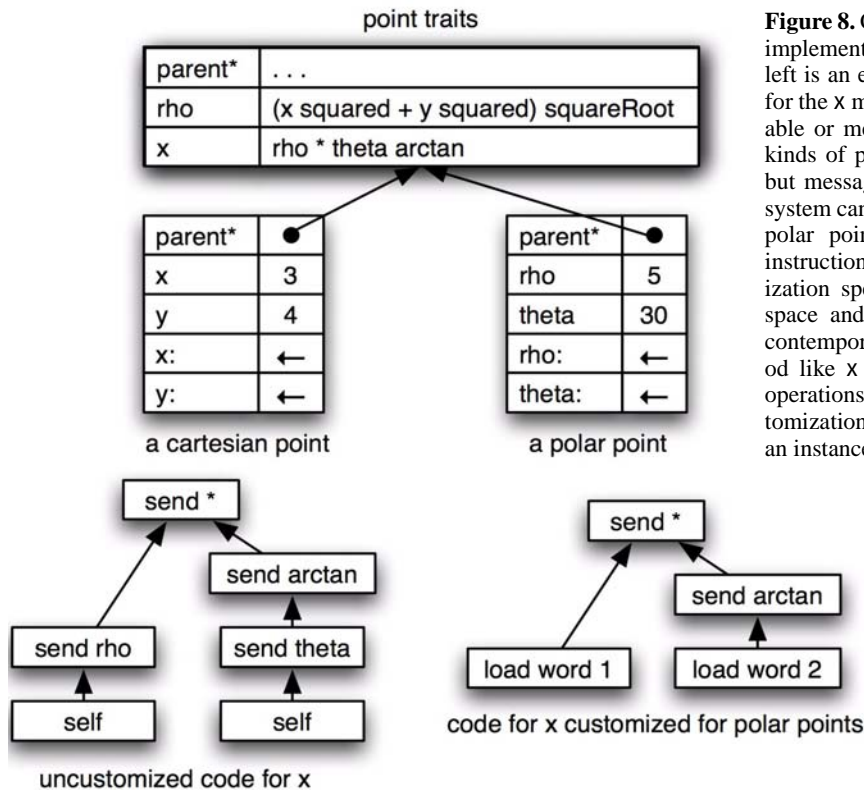 point traits
parent* . . .
rho (x squared + y squared) squareRoot
x rho * theta arctan
parent* ●
x 3
y 4
x: ←
y: ←
a cartesian point
parent* ●
rho 5
theta 30
rho: ←
theta: ←
a polar point
send *
send arctan
send rho
send theta
self
self
uncustomized code for x
send *
send arctan
load word 1
load word 2
code for x customized for polar points
Figure 8.
implement
left is an e
for the x m
able or me
kinds of p
but messag
system can
polar poin
instruction
ization spe
space and
contempor
od like x
operations
tomization
an instance